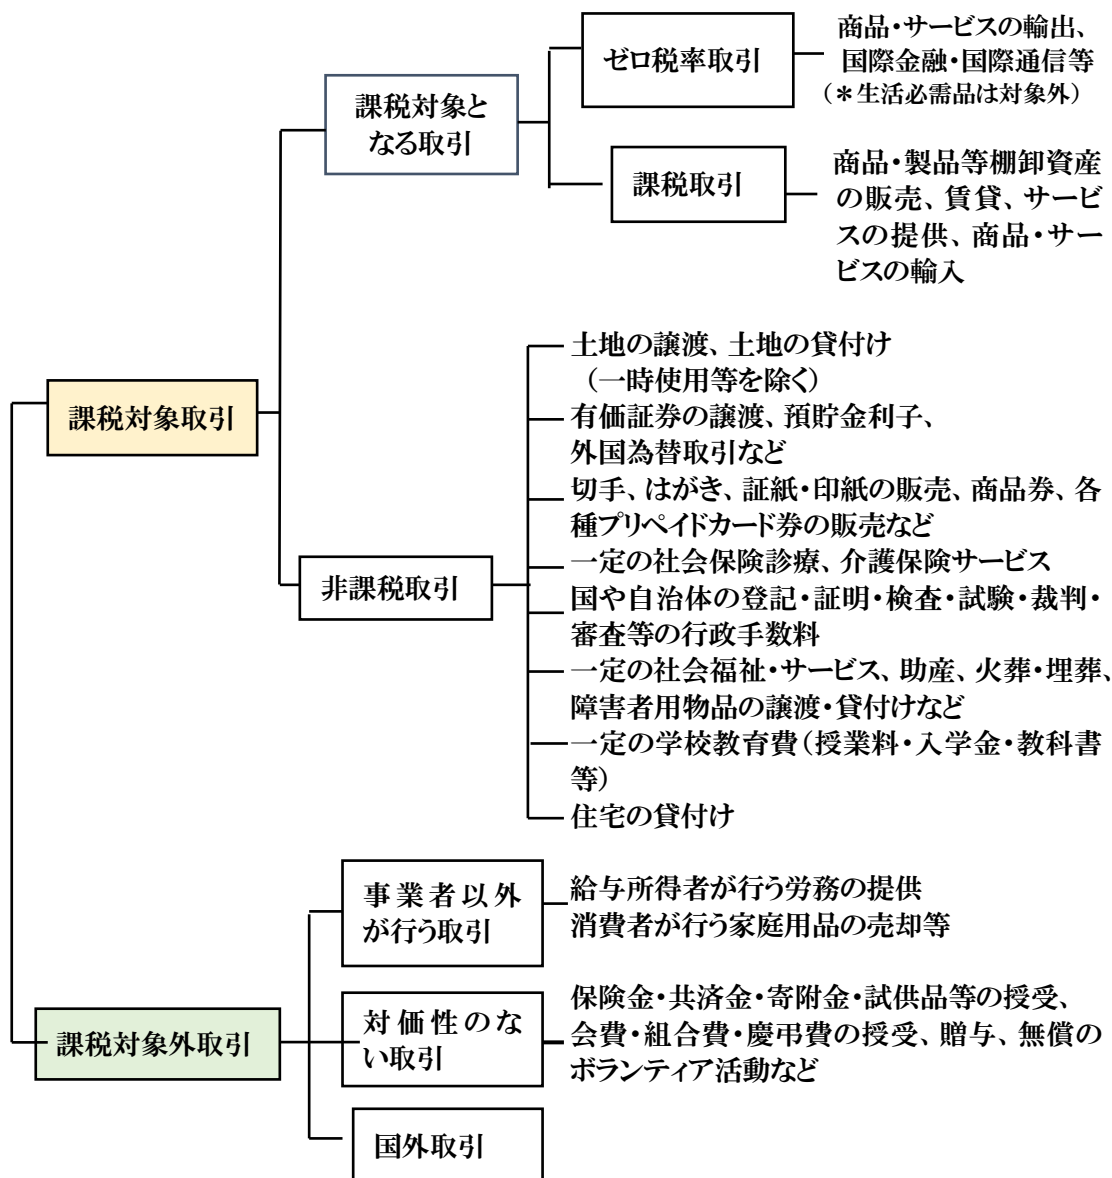 ゼロ税率取引
商品・サービスの輸出、
国際金融・国際通信等
（＊生活必需品は対象外）
課税対象と
なる取引
課税取引
商品・製品等棚卸資産
の販売、賃貸、サービ
スの提供、商品・サー
ビスの輸入
課税対象取引
非課税取引
土地の譲渡、土地の貸付け
（一時使用等を除く）
有価証券の譲渡、預貯金利子、
外国為替取引など
切手、はがき、証紙・印紙の販売、商品券、各
種プリペイドカード券の販売など
一定の社会保険診療、介護保険サービス
国や自治体の登記・証明・検査・試験・裁判・
審査等の行政手数料
一定の社会福祉・サービス、助産、火葬・埋葬、
障害者用物品の譲渡・貸付けなど
一定の学校教育費（授業料・入学金・教科書
等）
住宅の貸付け
課税対象外取引
事業者以外
が行う取引
給与所得者が行う労務の提供
消費者が行う家庭用品の売却等
対価性のな
い取引
保険金・共済金・寄附金・試供品等の授受、
会費・組合費・慶弔費の授受、贈与、無償の
ボランティア活動など
国外取引